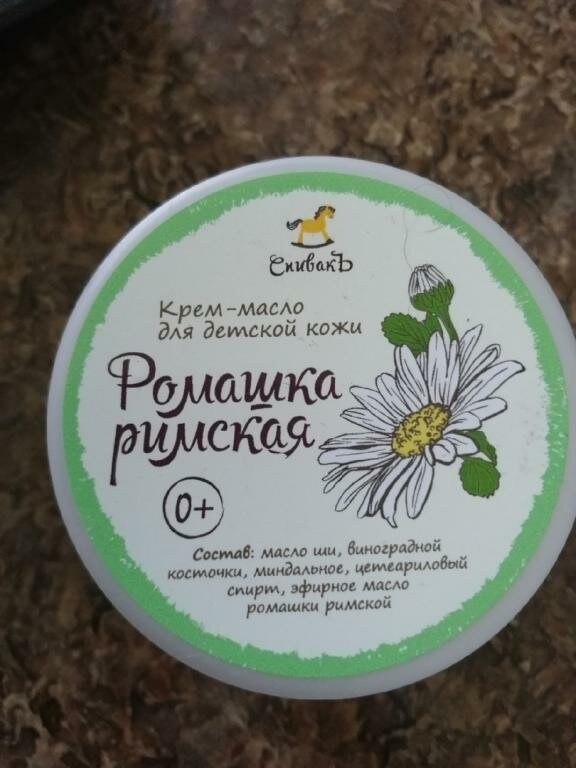 СпивакЪ
Крем-масло
для детской кожи
Ромашка
римская
0+
Состав: масло ши, виноградной
косточки, миндальное, цетеариловый
спирт, эфирное масло
ромашки римской